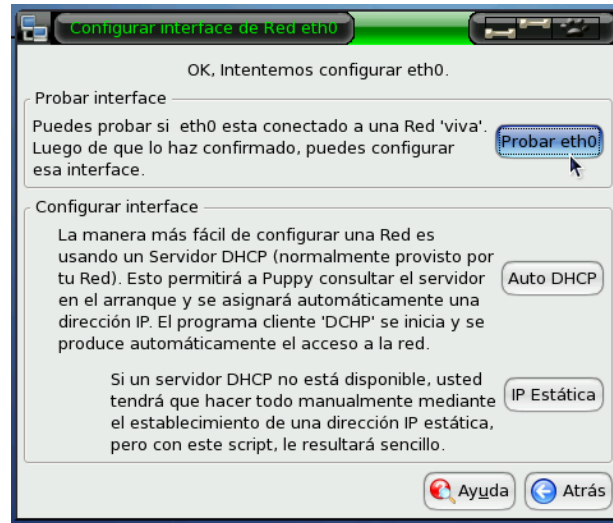 Configurar interface de Red eth0
OK, Intentemos configurar eth0.
Probar interface
Puedes probar si eth0 esta conectado a una Red 'viva'.
Luego de que lo haz confirmado, puedes configurar
esa interface.
Probar eth0
Configurar interface
La manera más fácil de configurar una Red es
usando un Servidor DHCP (normalmente provisto por
tu Red). Esto permitirá a Puppy consultar el servidor
en el arranque y se asignará automáticamente una
dirección IP. El programa cliente 'DCHP' se inicia y se
produce automáticamente el acceso a la red.
Auto DHCP
Si un servidor DHCP no está disponible, usted
tendrá que hacer todo manualmente mediante
el establecimiento de una dirección IP estática,
pero con este script, le resultará sencillo.
IP Estática
Ayuda
Atrás